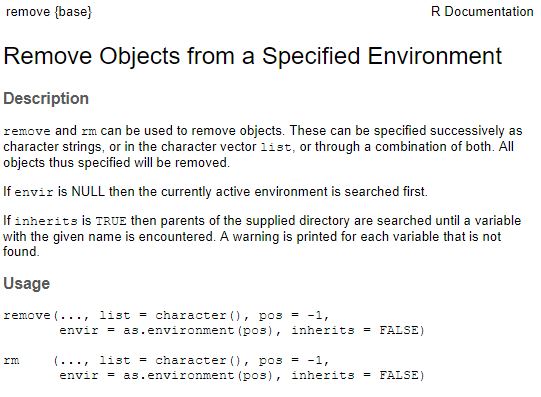 remove {base} R Documentation
Remove Objects from a Specified Environment
Description
remove and rm can be used to remove objects. These can be specified successively as
character strings, or in the character vector list, or through a combination of both. All
objects thus specified will be removed.
If envir is NULL then the currently active environment is searched first.
If inherits is TRUE then parents of the supplied directory are searched until a variable
with the given name is encountered. A warning is printed for each variable that is not
found.
Usage
remove(..., list = character(), pos = -1,
       envir = as.environment(pos), inherits = FALSE)
rm    (..., list = character(), pos = -1,
       envir = as.environment(pos), inherits = FALSE)